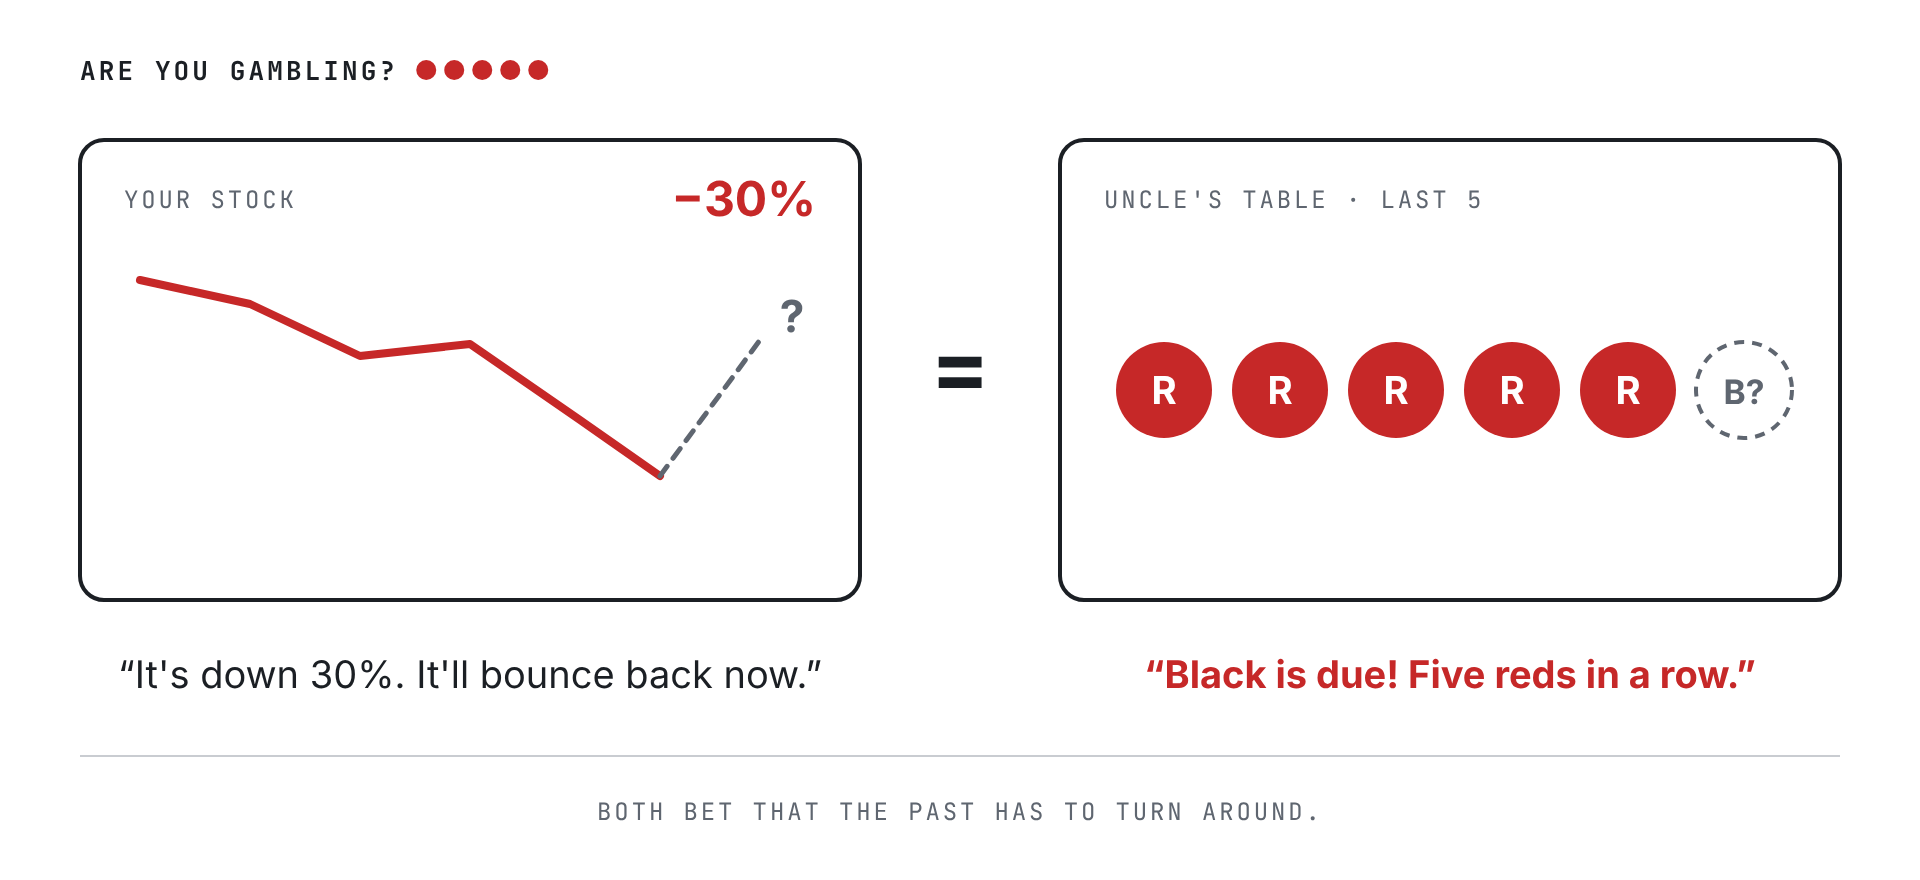 ARE YOU GAMBLING?
YOUR STOCK
−30%
?
“It's down 30%. It'll bounce back now.”
=
UNCLE'S TABLE · LAST 5
R R R R R B?
“Black is due! Five reds in a row.”
BOTH BET THAT THE PAST HAS TO TURN AROUND.